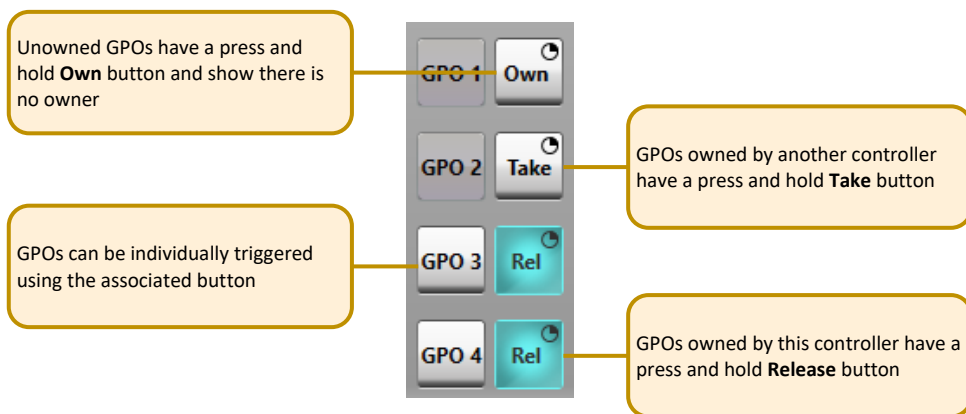 Unowned GPOs have a press and
hold Own button and show there is
no owner
GPO 1 Own
GPO 2 Take
GPOs owned by another controller
have a press and hold Take button
GPOs can be individually triggered
using the associated button
GPO 3 Rel
GPO 4 Rel
GPOs owned by this controller have a
press and hold Release button